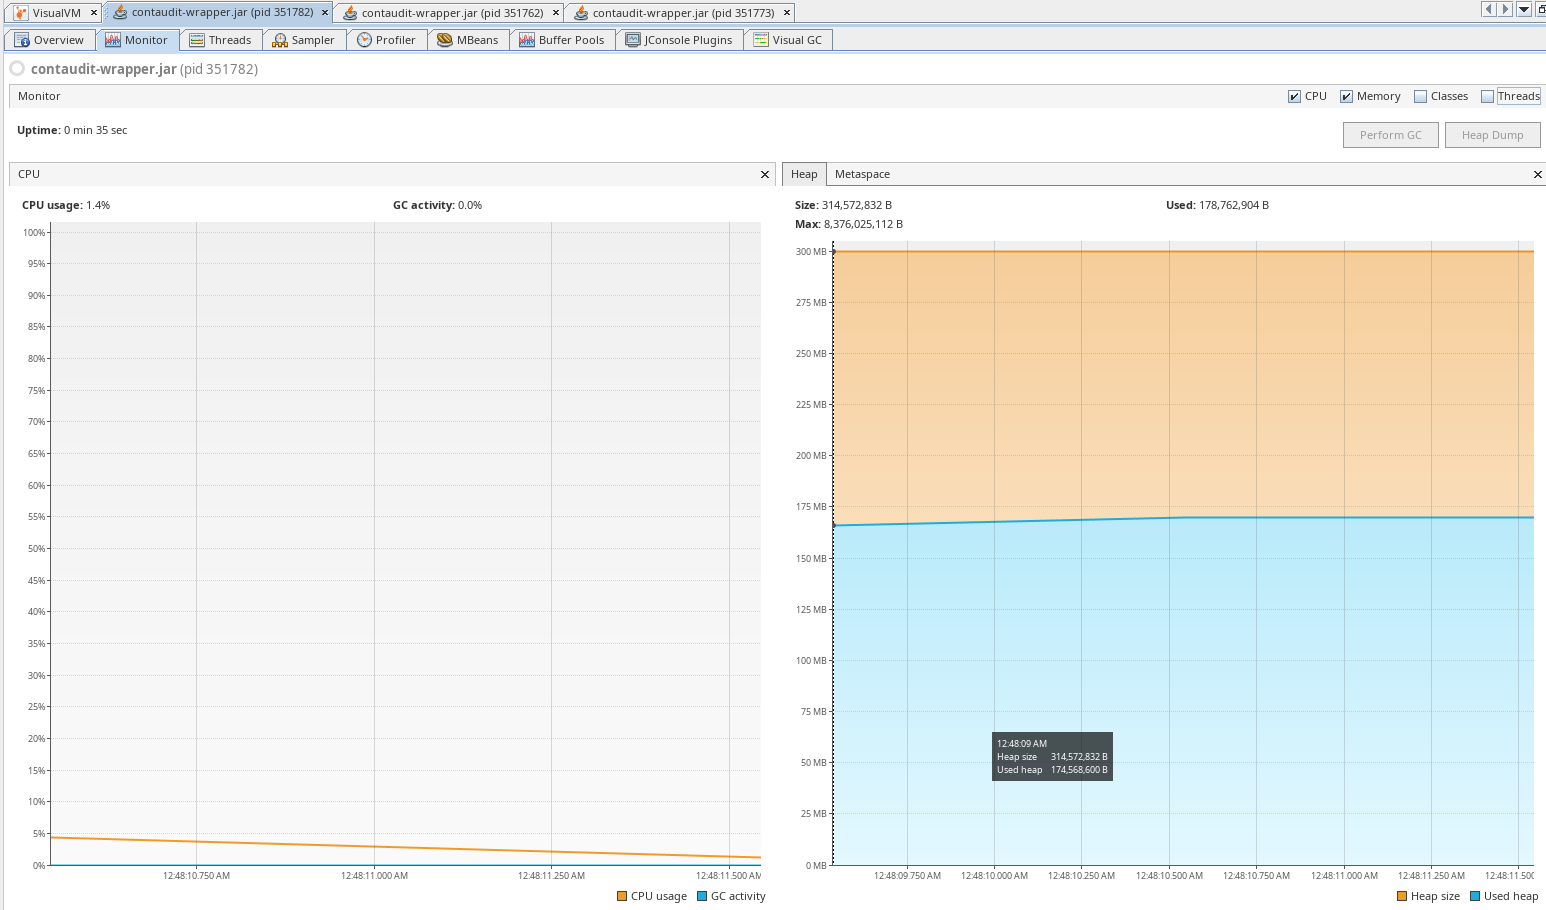 VisualVM
contaudit-wrapper.jar (pid 351782)
contaudit-wrapper.jar (pid 351762)
contaudit-wrapper.jar (pid 351773)
Overview
Monitor
Threads
Sampler
Profiler
MBeans
Buffer Pools
JConsole Plugins
Visual GC
contaudit-wrapper.jar (pid 351782)
Monitor
CPU
Memory
Classes
Threads
Uptime: 0 min 35 sec
Perform GC
Heap Dump
CPU
CPU usage: 1.4%
GC activity: 0.0%
100%
95%
90%
85%
80%
75%
70%
65%
60%
55%
50%
45%
40%
35%
30%
25%
20%
15%
10%
5%
0%
12:48:10.750 AM
12:48:11.000 AM
12:48:11.250 AM
12:48:11.500 AM
CPU usage
GC activity
Heap
Metaspace
Size: 314,572,832 B
Used: 178,762,904 B
Max: 8,376,025,112 B
300 MB
275 MB
250 MB
225 MB
200 MB
175 MB
150 MB
125 MB
100 MB
75 MB
50 MB
25 MB
0 MB
12:48:09 AM
Heap size 314,572,832 B
Used heap 174,568,600 B
12:48:09.750 AM
12:48:10.000 AM
12:48:10.250 AM
12:48:10.500 AM
12:48:10.750 AM
12:48:11.000 AM
12:48:11.250 AM
12:48:11.500
Heap size
Used heap